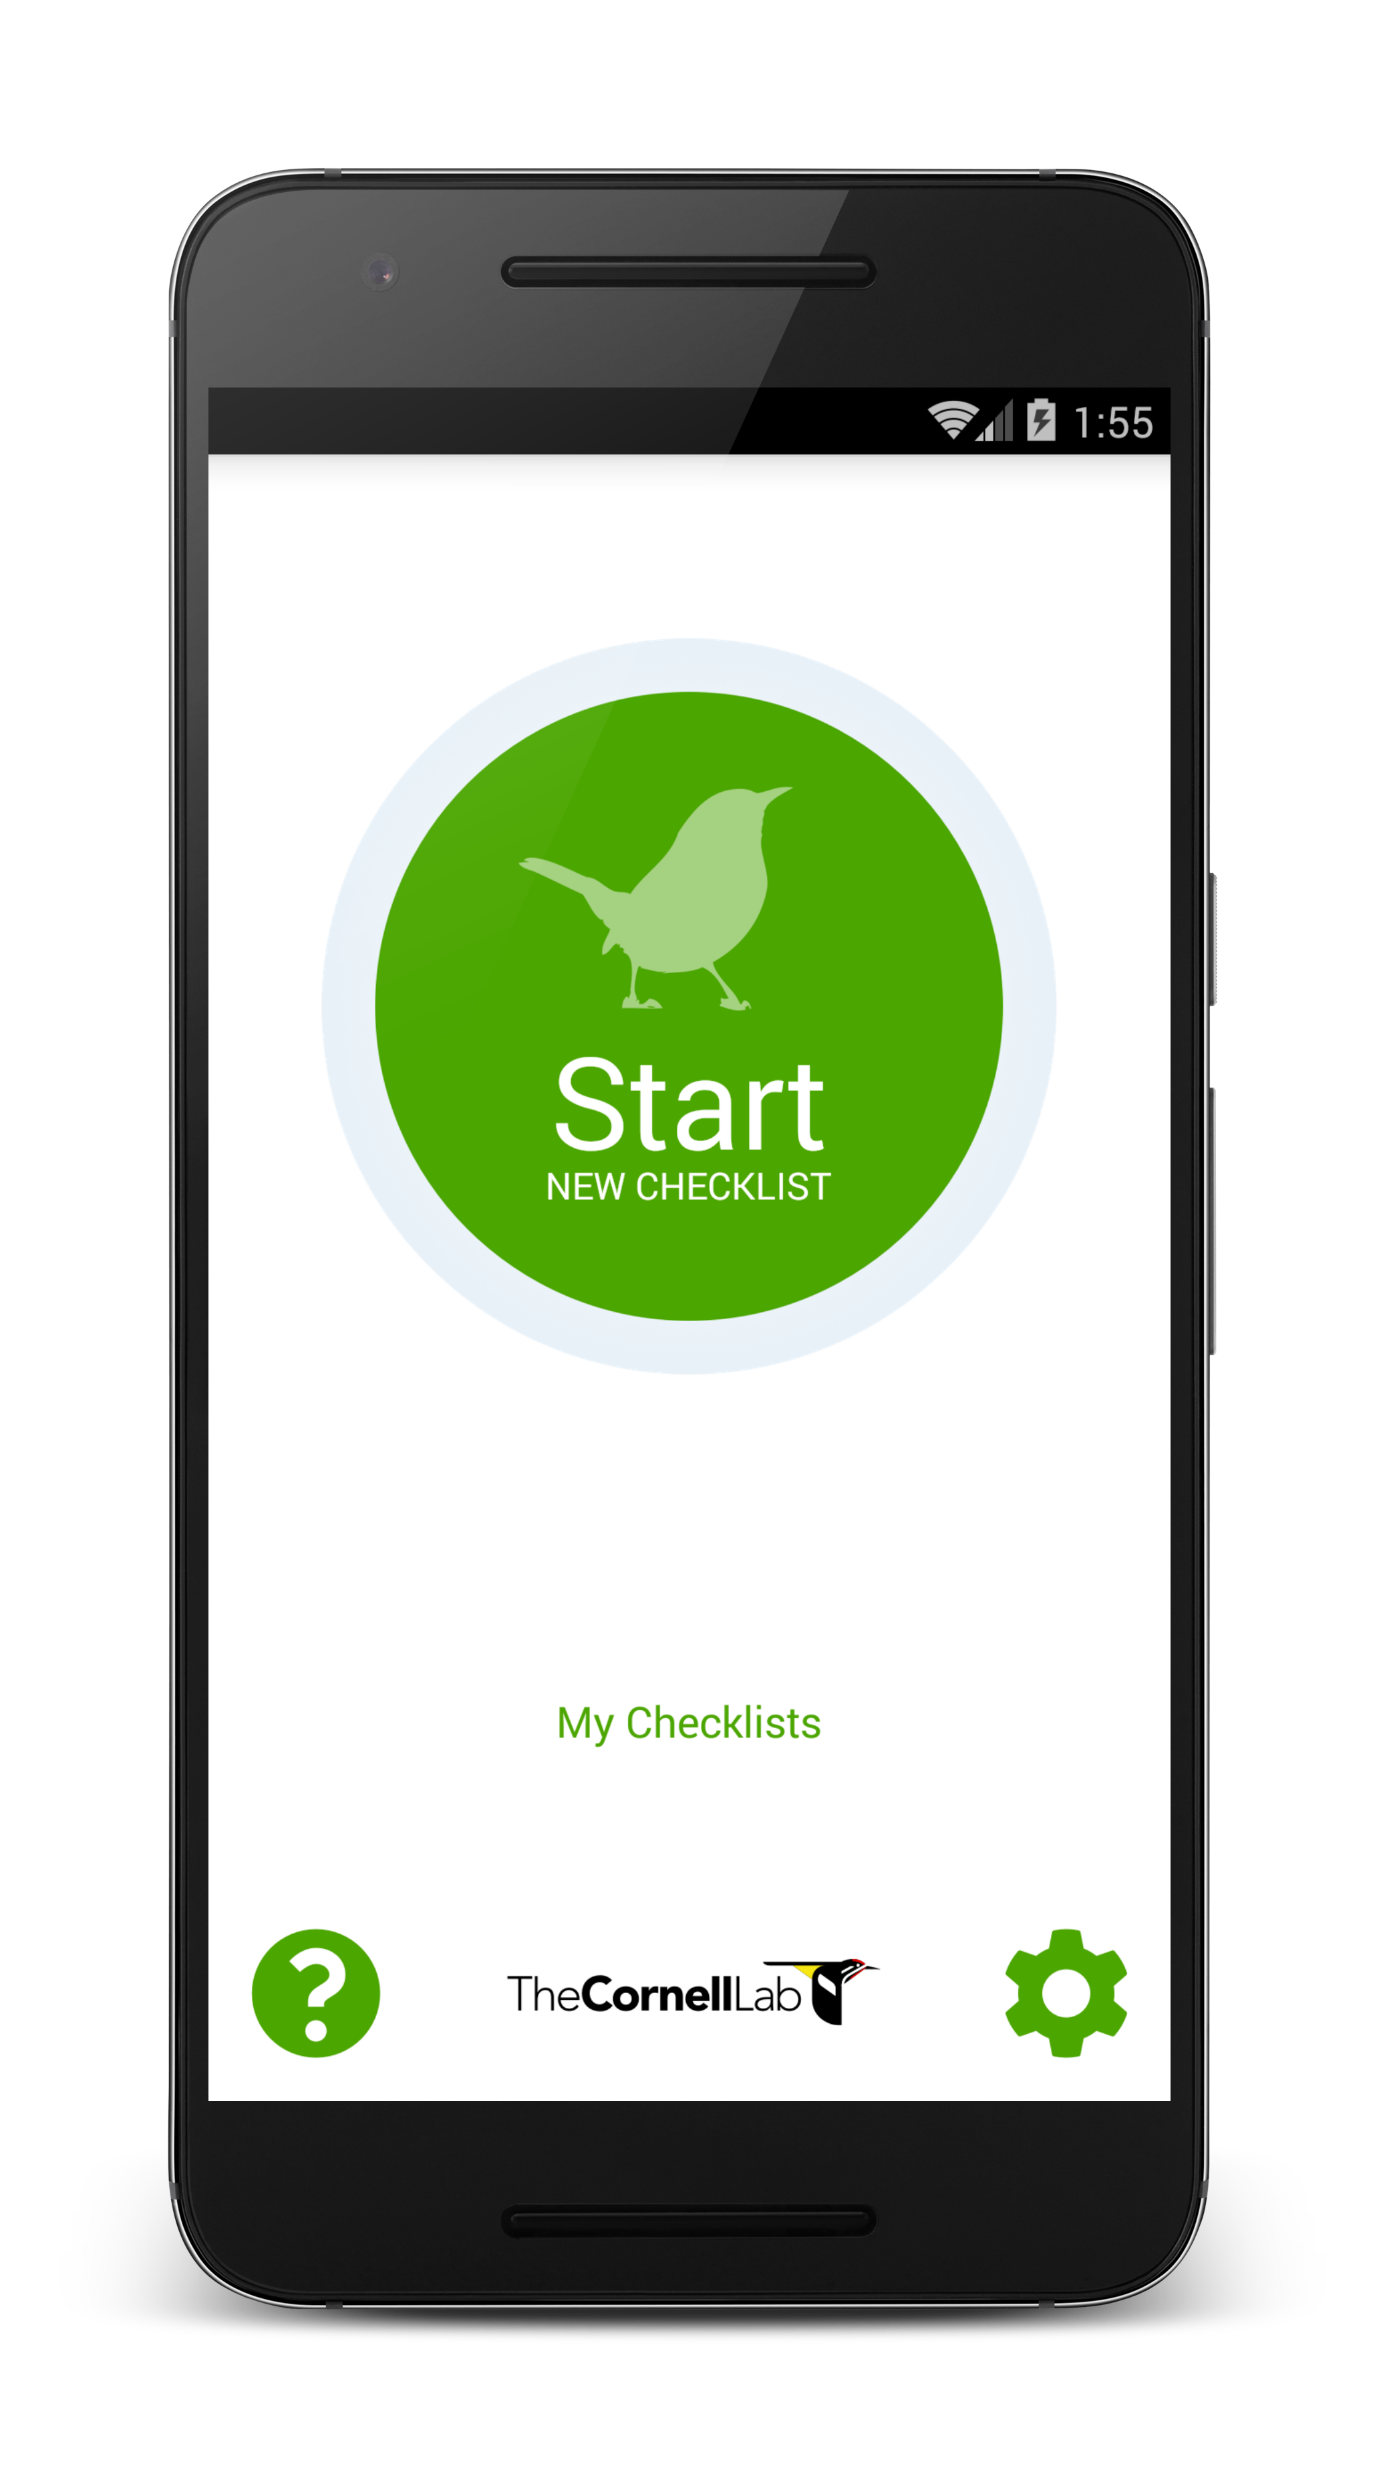 1:55
Start
NEW CHECKLIST
My Checklists
?
TheCornellLab